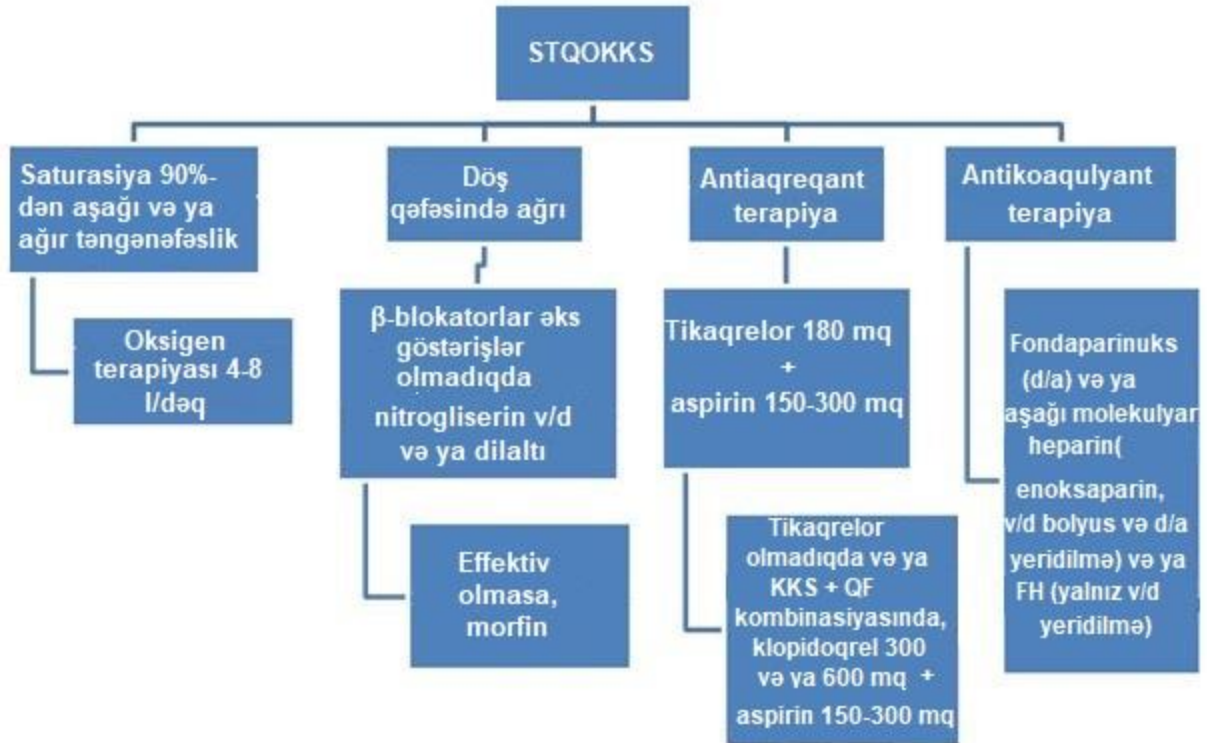 STQOKKS
Saturasiya 90%-
dən aşağı və ya
ağır təngənəfəslik
Oksigen
terapiyası 4-8
l/dəq
Döş
qəfəsində ağrı
β-blokatorlar əks
göstərişlər
olmadıqda
nitrogliserin v/d
və ya dilaltı
Effektiv
olmasa,
morfin
Antiaqreqant
terapiya
Tikaqrelor 180 mq
+
aspirin 150-300 mq
Tikaqrelor
olmadıqda və ya
KKS + QF
kombinasiyasında,
klopidoqrel 300
və ya 600 mq +
aspirin 150-300 mq
Antikoaqulyant
terapiya
Fondaparinuks
(d/a) və ya
aşağı molekulyar
heparin(
enoksaparin,
v/d bolyus və d/a
yeridilmə) və ya
FH (yalnız v/d
yeridilmə)